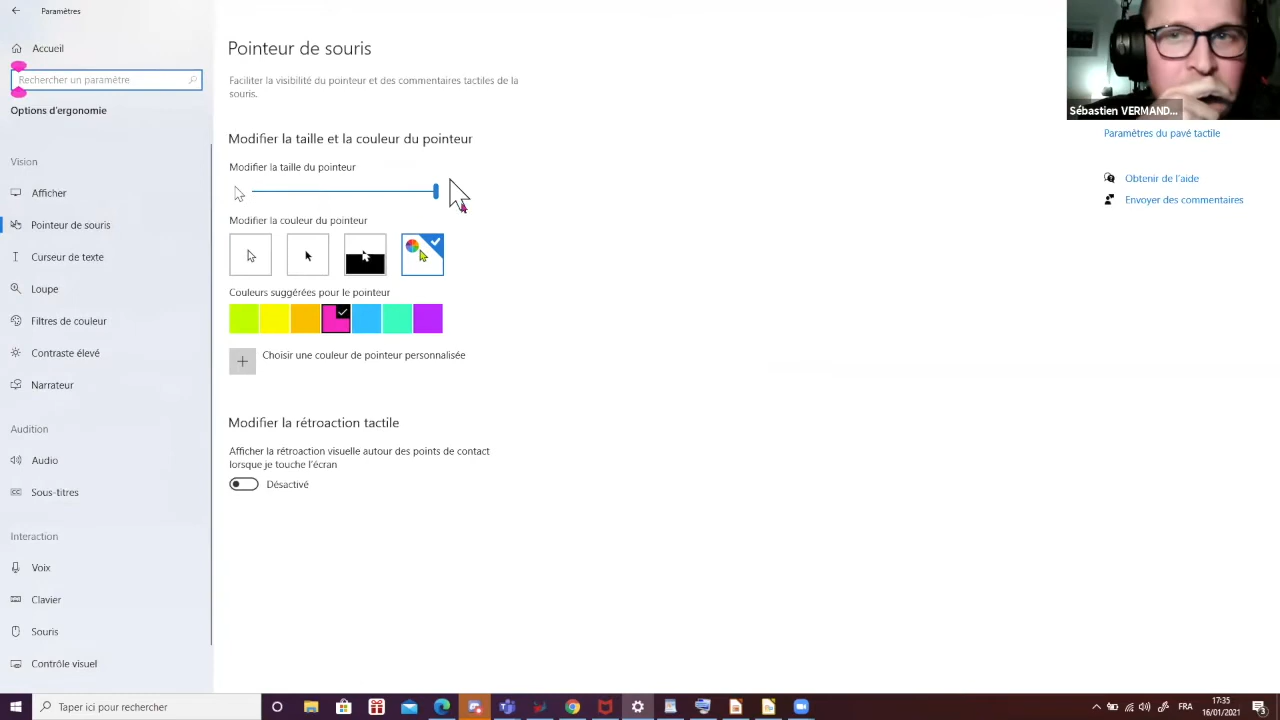 Paramètres
Accueil
Rechercher un paramètre
Options d'ergonomie
Vision
Affichage
Pointeur de souris
Curseur de texte
Loupe
Filtres de couleur
Contraste élevé
Narrateur
Audition
Audio
Sous-titres
Interaction
Voix
Clavier
Souris
Contrôle visuel
Pointeur de souris
Faciliter la visibilité du pointeur et des commentaires tactiles de la
souris.
Modifier la taille et la couleur du pointeur
Modifier la taille du pointeur
Modifier la couleur du pointeur
Couleurs suggérées pour le pointeur
Choisir une couleur de pointeur personnalisée
Modifier la rétroaction tactile
Afficher la rétroaction visuelle autour des points de contact
lorsque je touche l'écran
Désactivé
Sébastien VERMAND...
Paramètres du pavé tactile
Obtenir de l'aide
Envoyer des commentaires
Taper ici pour rechercher
FRA
17:35
16/01/2021
3